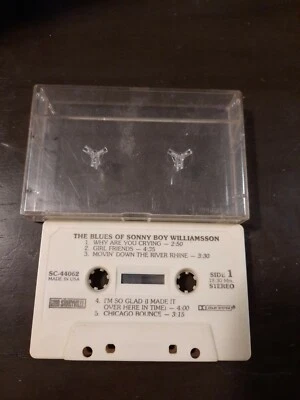 THE BLUES OF SONNY BOY WILLIAMSSON
1. WHY ARE YOU CRYING — 2:50
2. GIRL FRIENDS — 4:25
3. MOVIN' DOWN THE RIVER RHINE — 3:30
SC-44062
MADE IN USA
SIDE 1
STEREO
4. I'M SO GLAD (I MADE IT
OVER HERE IN TIME) — 4:00
5. CHICAGO BOUNCE — 3:15